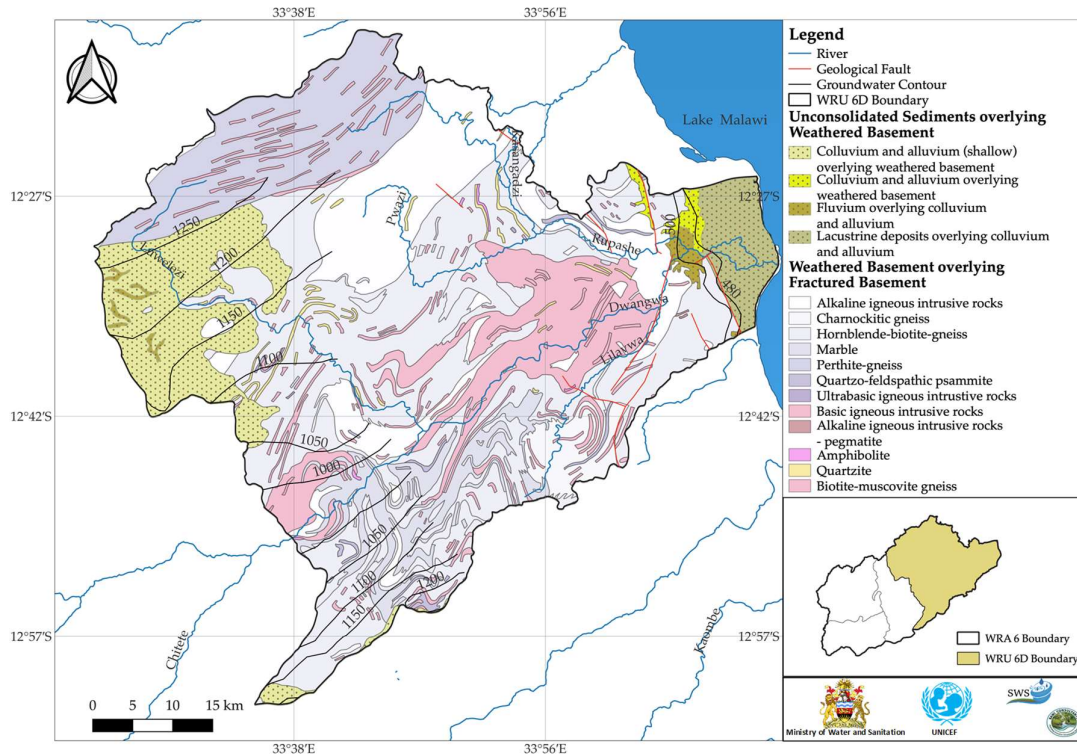 33°38'E
33°56'E
Lake Malawi
12°27'S
12°27'S
Pwazi
Rupashe
1250
1200
1150
1100
500
480
Dwangwa
12°42'S
12°42'S
1050
1000
1050
1100
1200
1150
12°57'S
12°57'S
Chitete
Kaombe
0 5 10 15 km
33°38'E
33°56'E
Legend
River
Geological Fault
Groundwater Contour
WRU 6D Boundary
Unconsolidated Sediments overlying
Weathered Basement
Colluvium and alluvium (shallow)
overlying weathered basement
Colluvium and alluvium overlying
weathered basement
Fluvium overlying colluvium
and alluvium
Lacustrine deposits overlying colluvium
and alluvium
Weathered Basement overlying
Fractured Basement
Alkaline igneous intrusive rocks
Charnockitic gneiss
Hornblende-biotite-gneiss
Marble
Perthite-gneiss
Quartzo-feldspathic psammite
Ultrabasic igneous intrustive rocks
Basic igneous intrusive rocks
Alkaline igneous intrusive rocks
- pegmatite
Amphibolite
Quartzite
Biotite-muscovite gneiss
WRA 6 Boundary
WRU 6D Boundary
Ministry of Water and Sanitation
UNICEF
SWS